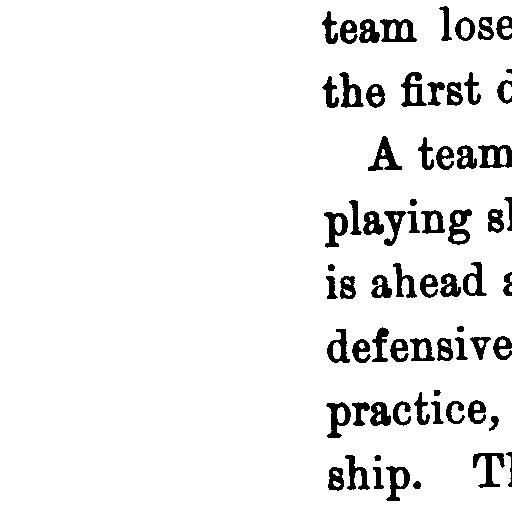 team lose
the first
A team
playing
is ahead
defensive
practice,
ship.